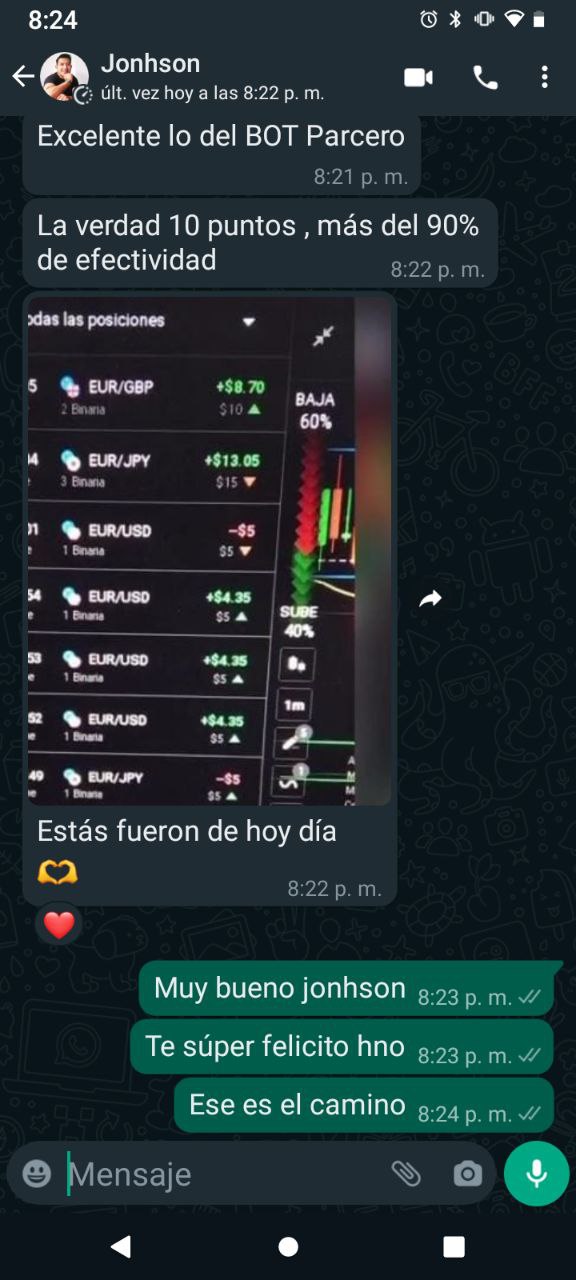 8:24
Jonhson
últ. vez hoy a las 8:22 p. m.
Excelente lo del BOT Parcero
8:21 p. m.
La verdad 10 puntos , más del 90%
de efectividad
8:22 p. m.
odas las posiciones
5 EUR/GBP +$8.70
2 Binaria $10
BAJA
60%
4 EUR/JPY +$13.05
e 3 Binaria $15
01 EUR/USD -$5
e 1 Binaria $5
54 EUR/USD +$4.35
e 1 Binaria $5
SUBE
40%
53 EUR/USD +$4.35
e 1 Binaria $5
1m
52 EUR/USD +$4.35
e 1 Binaria $5
5
49 EUR/JPY -$5
e 1 Binaria $5
1
A
M
M
Estás fueron de hoy día
🫶
8:22 p. m.
❤️
Muy bueno jonhson 8:23 p. m.
Te súper felicito hno 8:23 p. m.
Ese es el camino 8:24 p. m.
Mensaje